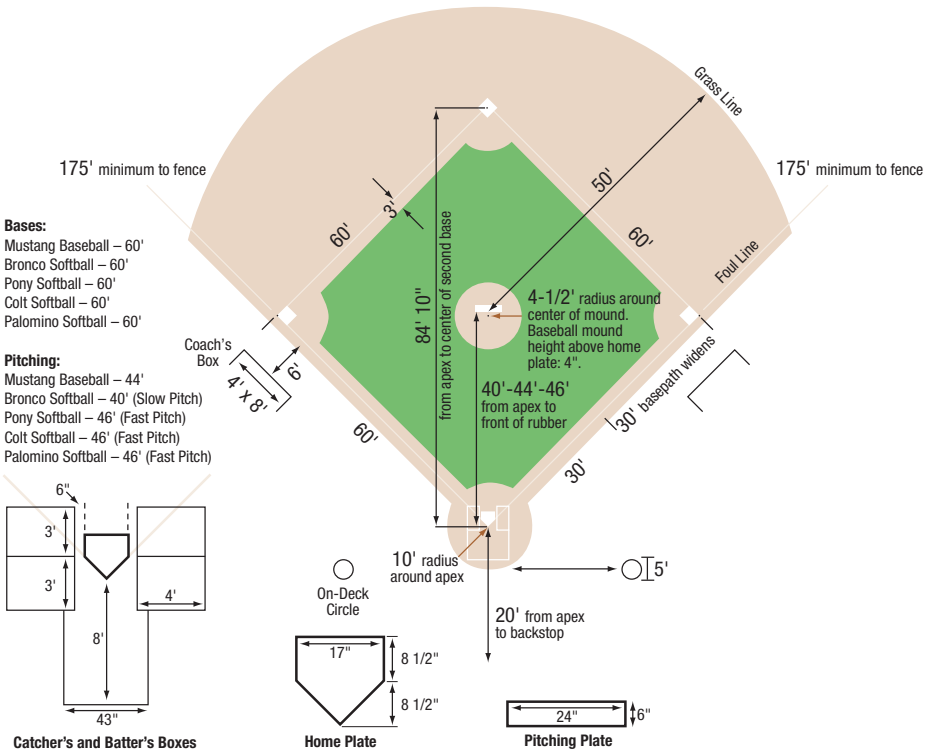 Grass Line
175' minimum to fence
175' minimum to fence
50'
3'
60'
60'
Bases:
Mustang Baseball – 60'
Bronco Softball – 60'
Pony Softball – 60'
Colt Softball – 60'
Palomino Softball – 60'
Foul Line
84' 10"
from apex to center of second base
4-1/2' radius around
center of mound.
Baseball mound
height above home
plate: 4".
Coach's
Box
4' x 8'
6'
Pitching:
Mustang Baseball – 44'
Bronco Softball – 40' (Slow Pitch)
Pony Softball – 46' (Fast Pitch)
Colt Softball – 46' (Fast Pitch)
Palomino Softball – 46' (Fast Pitch)
40'-44'-46'
from apex to
front of rubber
30' basepath widens
60'
30'
6"
3'
3'
4'
8'
43"
Catcher's and Batter's Boxes
10' radius
around apex
On-Deck
Circle
5'
20' from apex
to backstop
17"
8 1/2"
8 1/2"
Home Plate
24"
6"
Pitching Plate